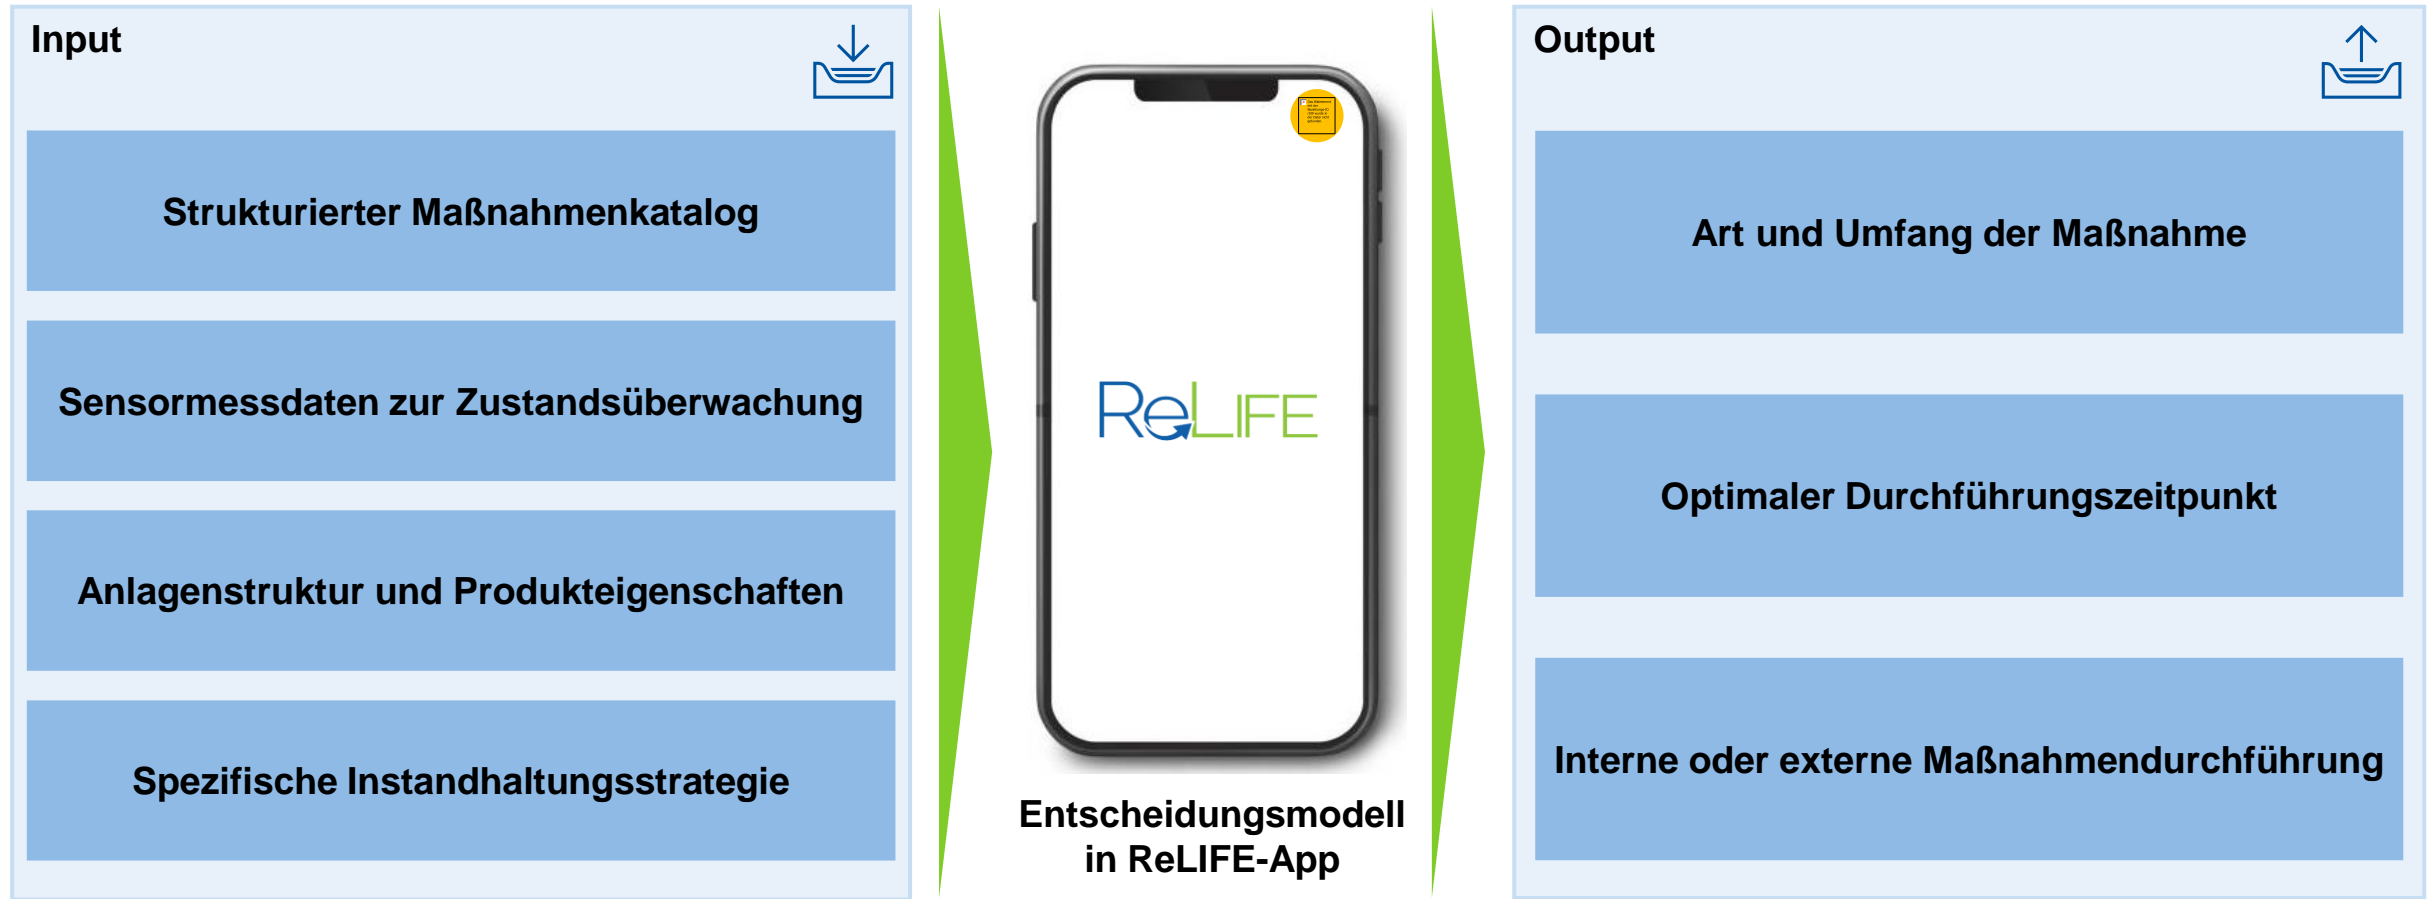 Input
Strukturierter Maßnahmenkatalog
Sensormessdaten zur Zustandsüberwachung
Anlagenstruktur und Produkteigenschaften
Spezifische Instandhaltungsstrategie
ReLIFE
Entscheidungsmodell
in ReLIFE-App
Output
Art und Umfang der Maßnahme
Optimaler Durchführungszeitpunkt
Interne oder externe Maßnahmendurchführung